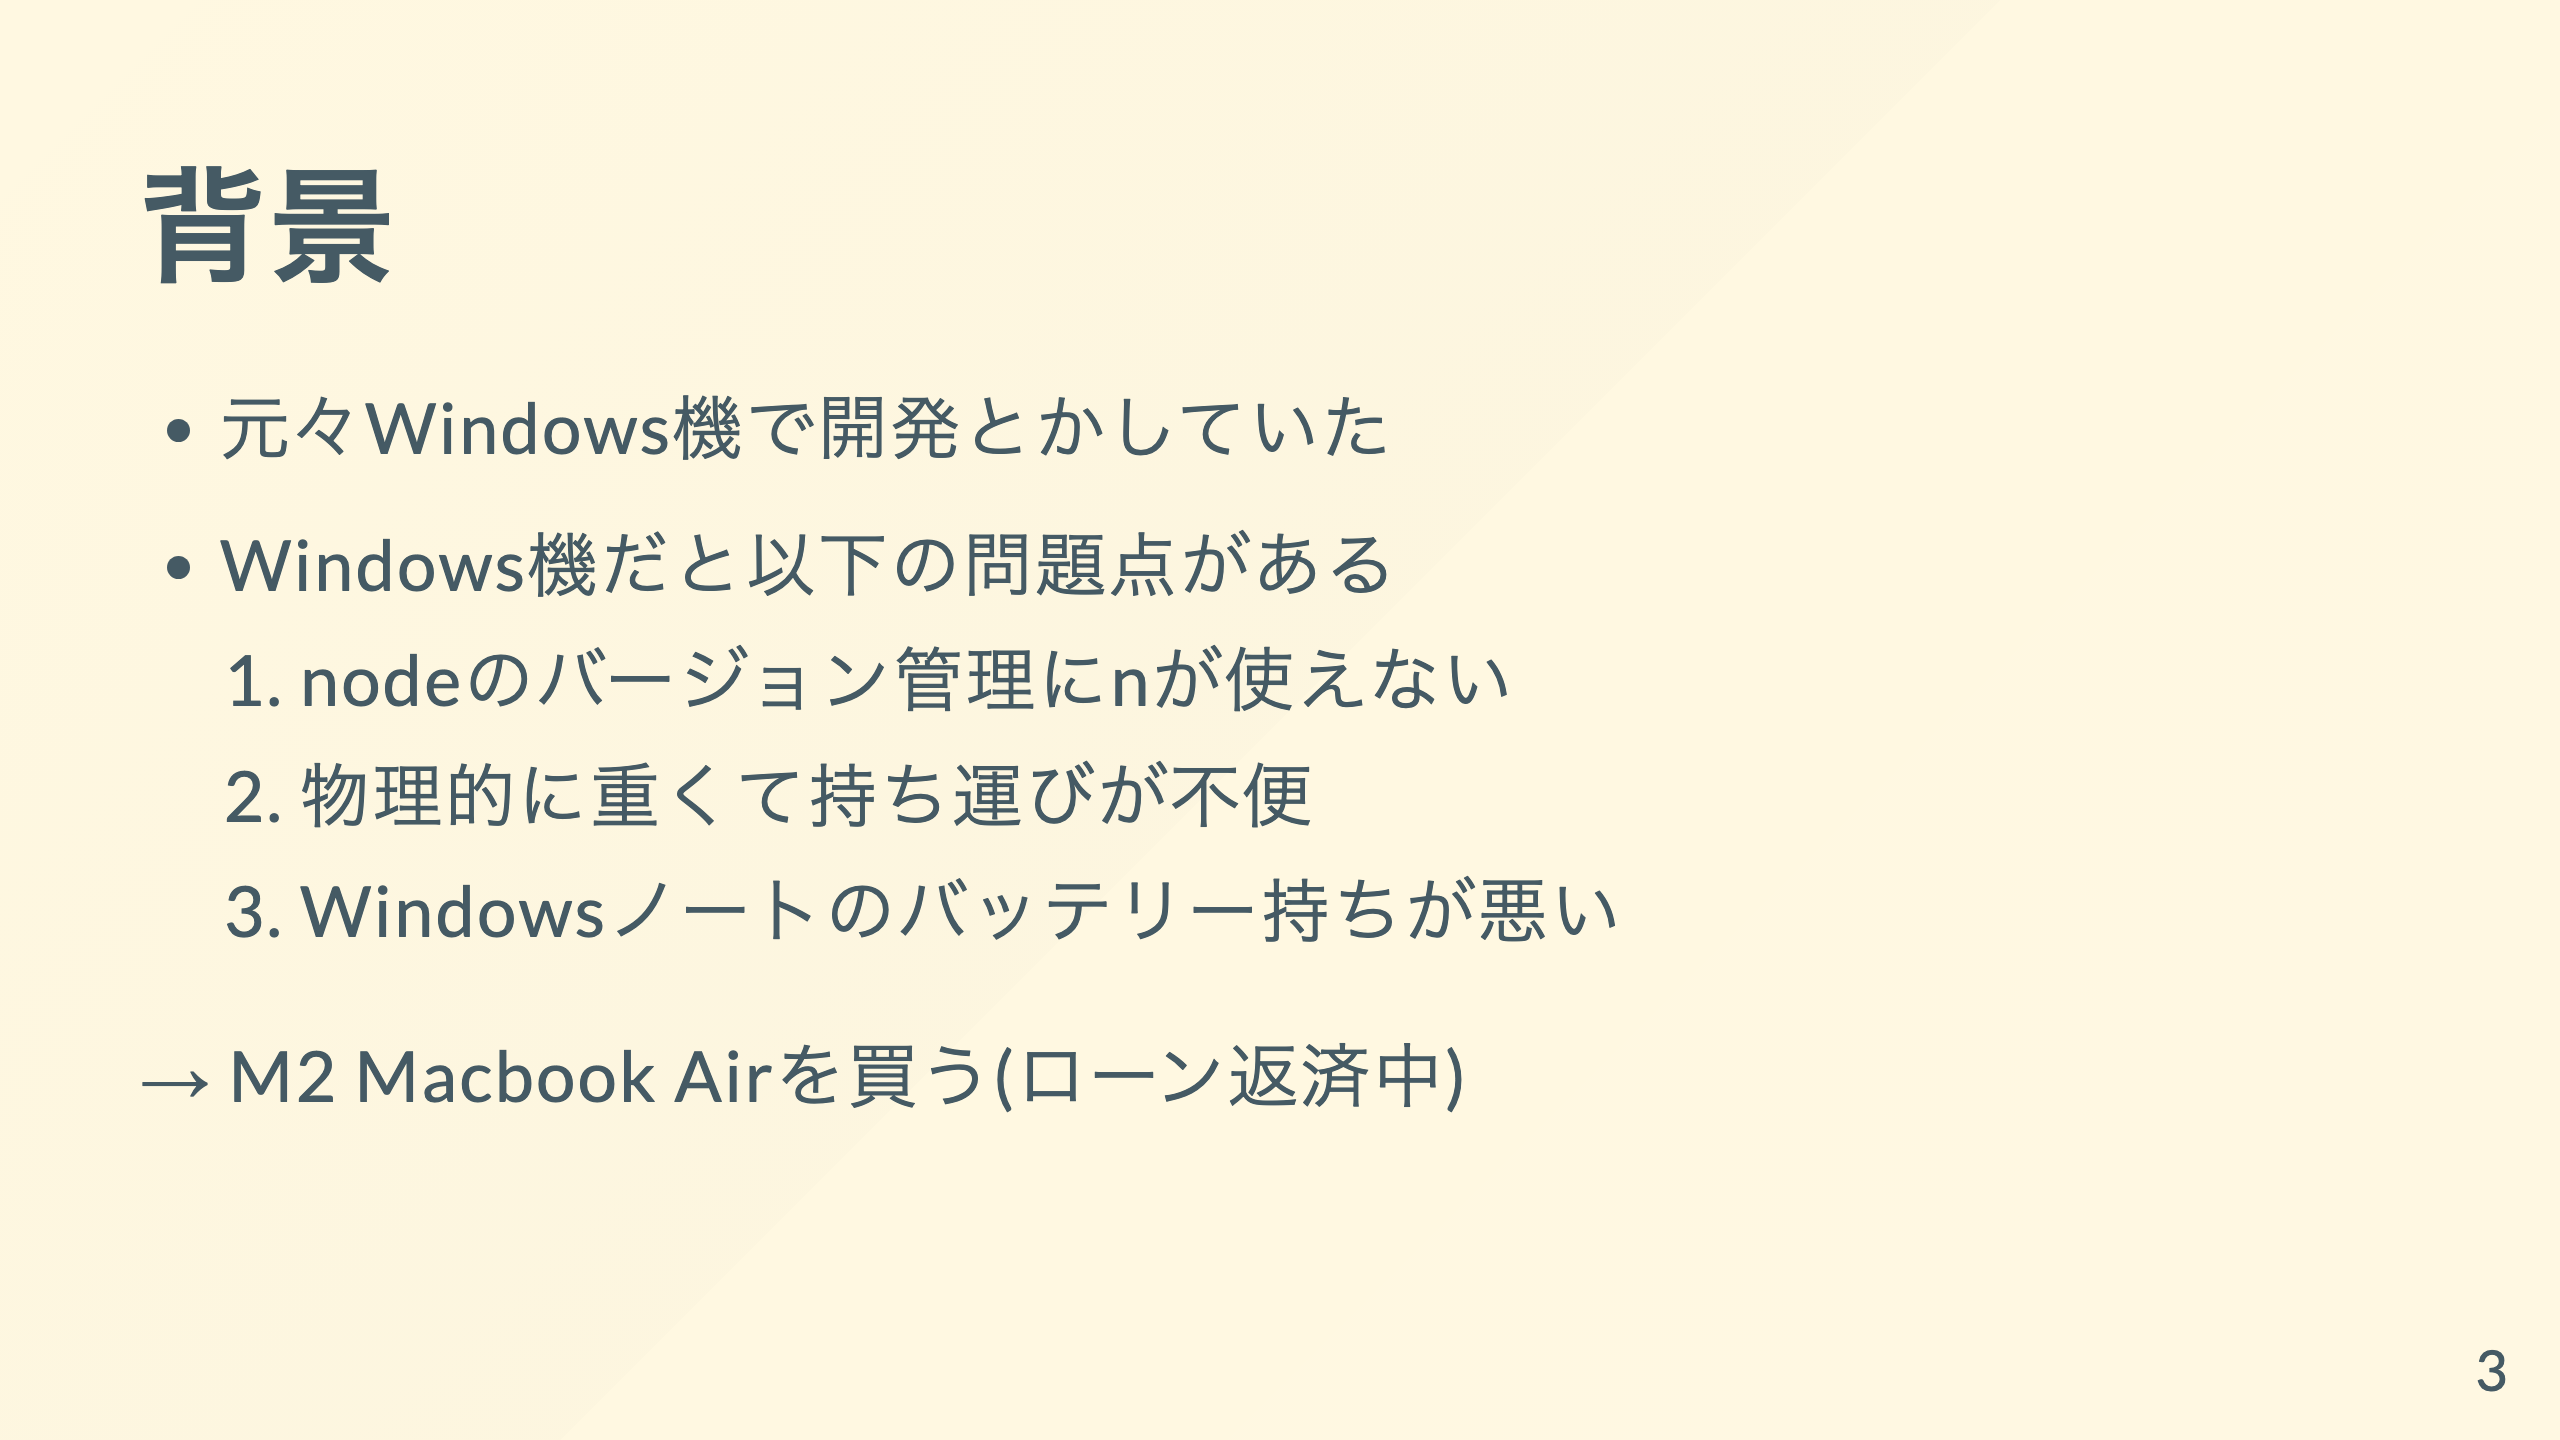 背景
• 元々Windows機で開発とかしていた
• Windows機だと以下の問題点がある
1. nodeのバージョン管理にnが使えない
2. 物理的に重くて持ち運びが不便
3. Windowsノートのバッテリー持ちが悪い
→ M2 Macbook Airを買う(ローン返済中)
3